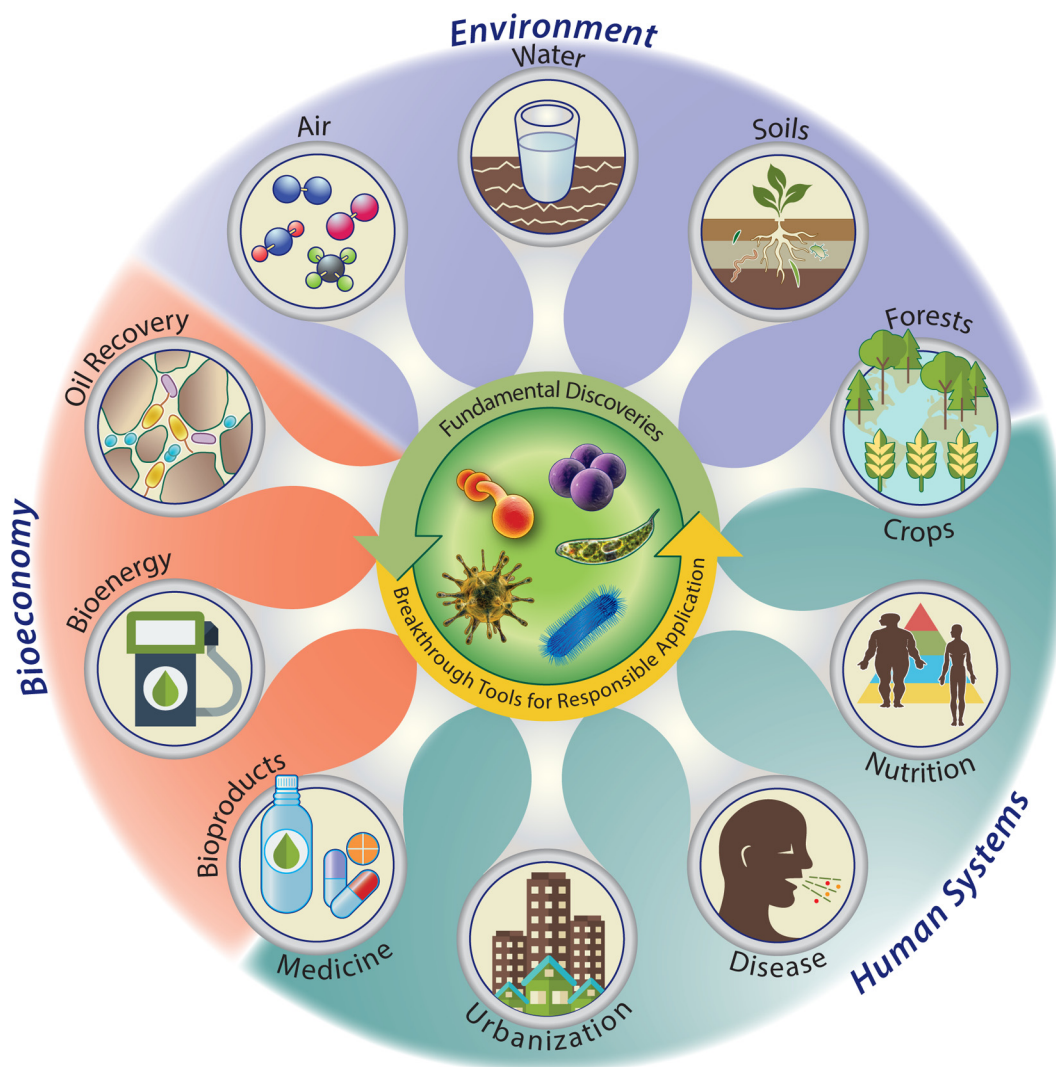 Environment
Water
Air
Soils
Forests
Crops
Oil Recovery
Fundamental Discoveries
Breakthrough Tools for Responsible Application
Bioeconomy
Bioenergy
Nutrition
Bioproducts
Medicine
Urbanization
Disease
Human Systems